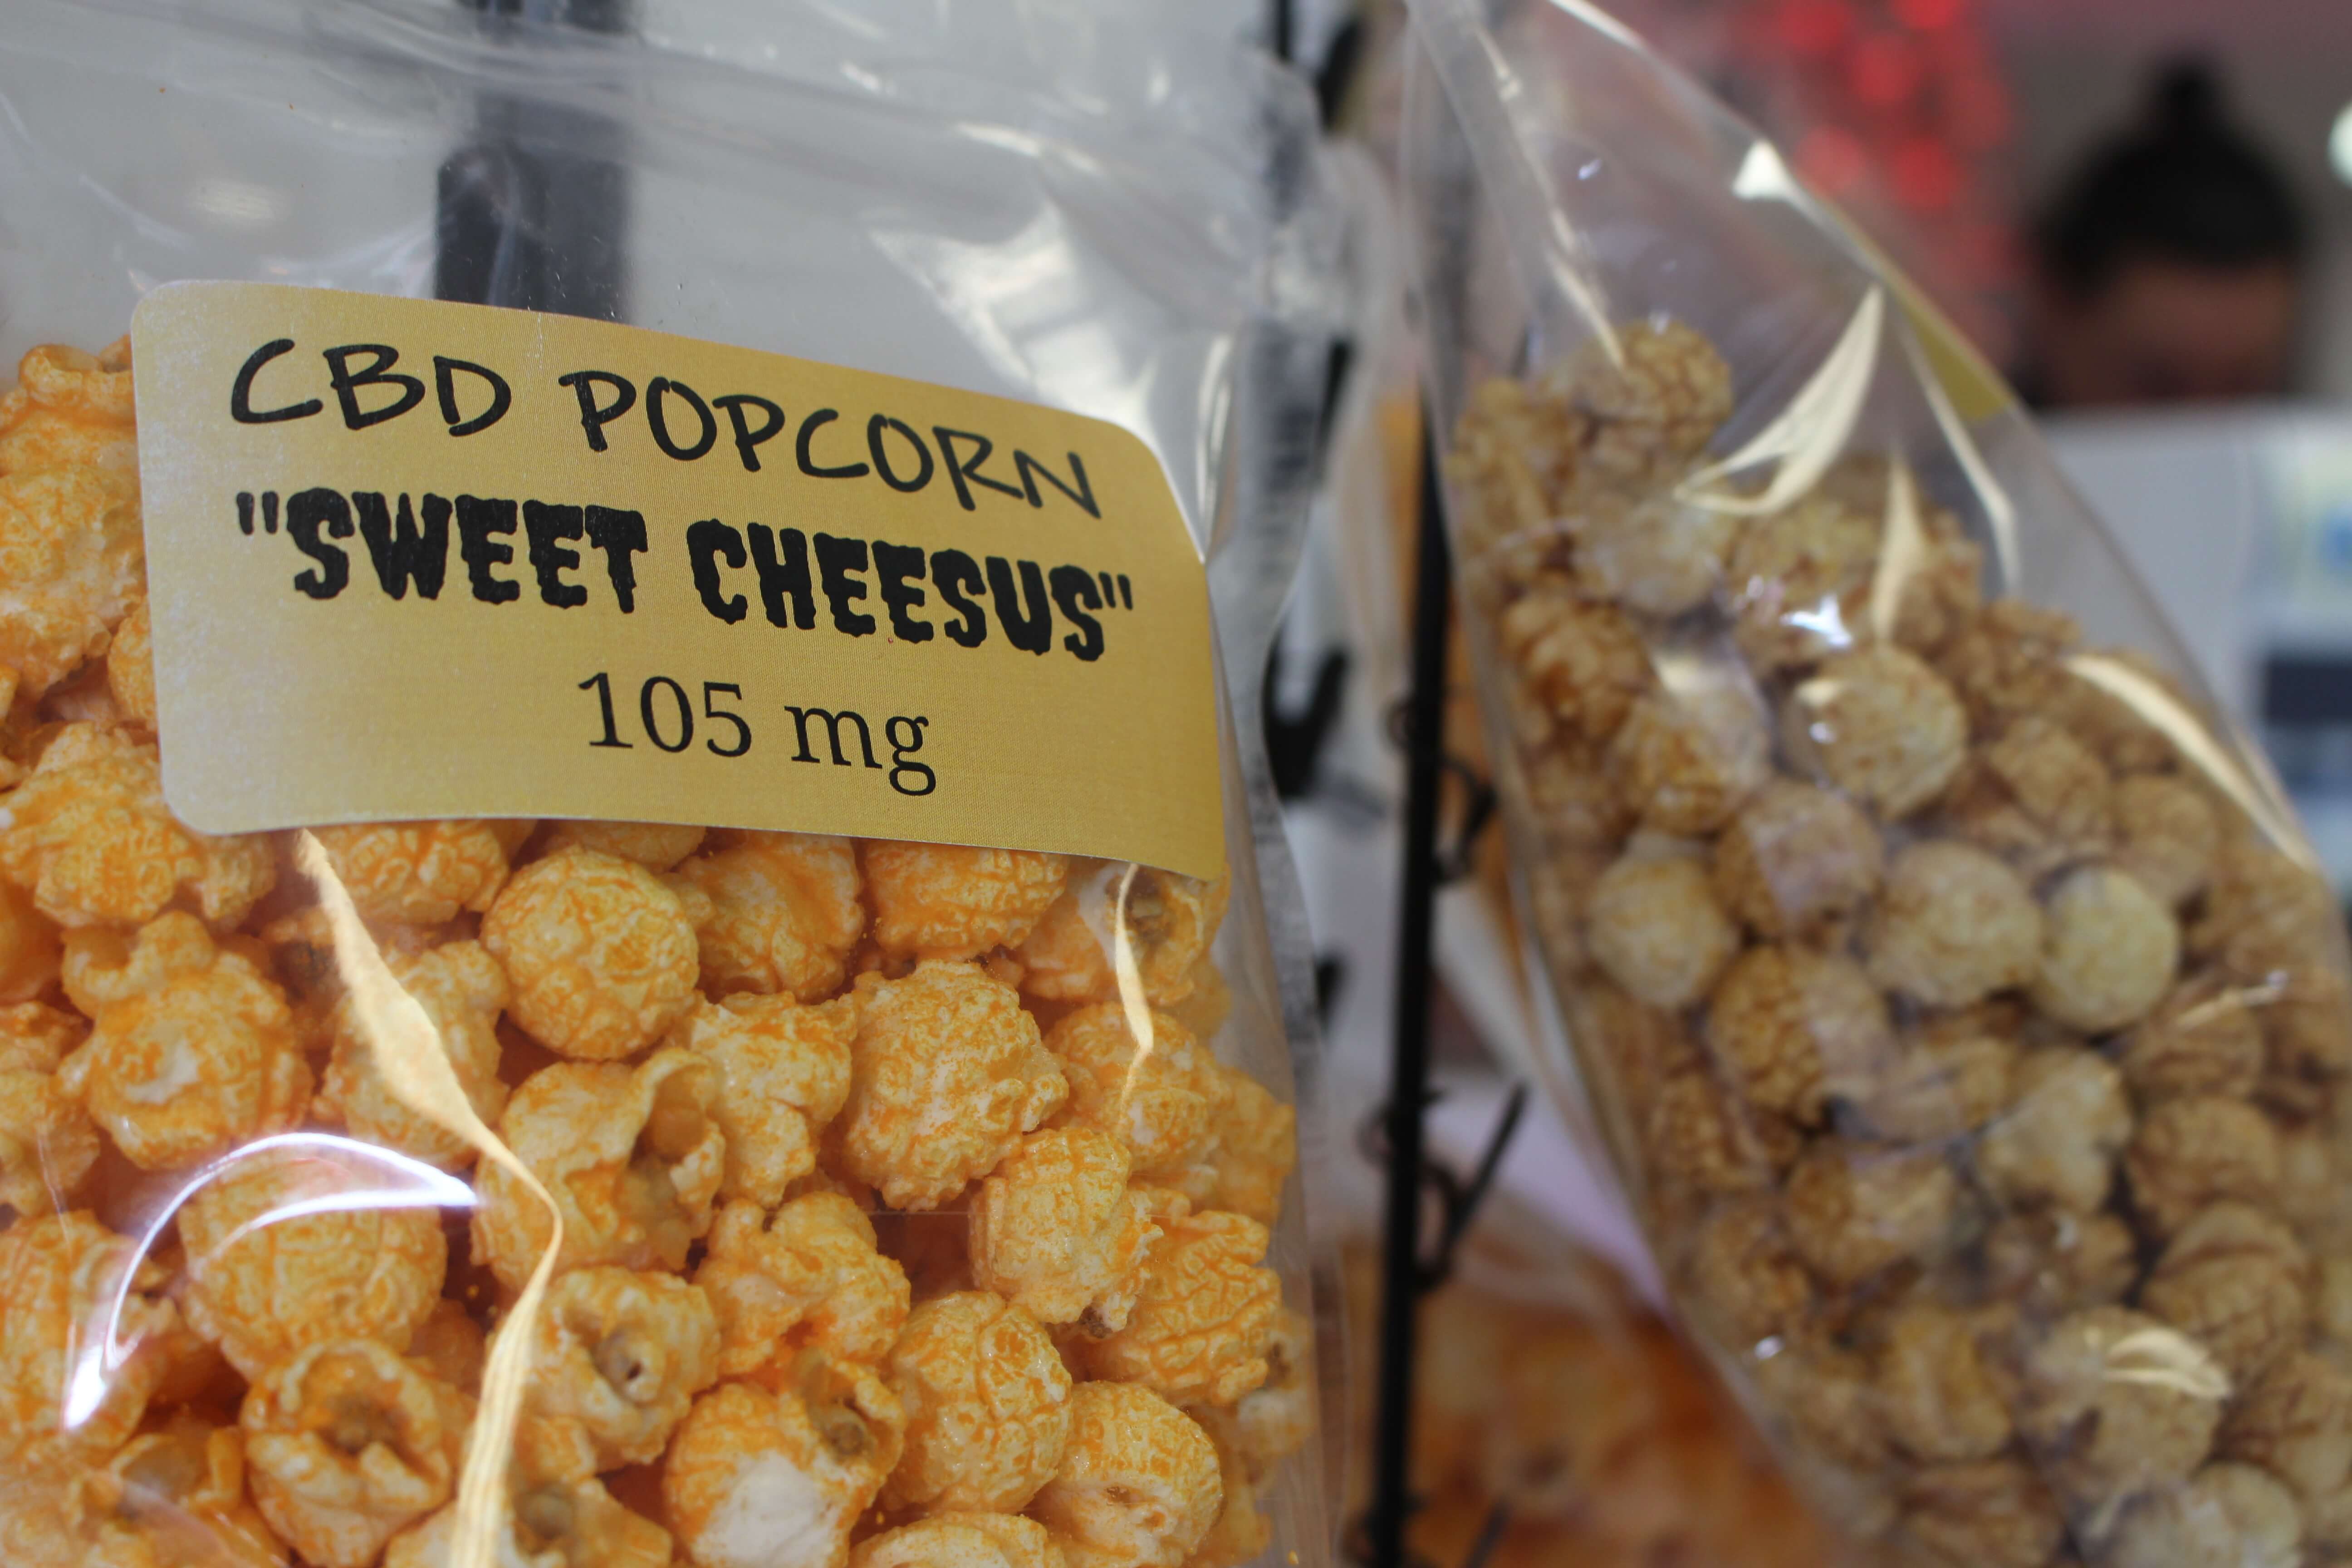 CBD POPCORN
"SWEET CHEESUS"
105 mg